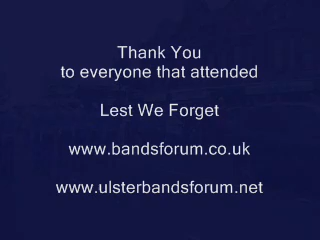 Thank You
to everyone that attended
Lest We Forget
www.bandsforum.co.uk
www.ulsterbandsforum.net